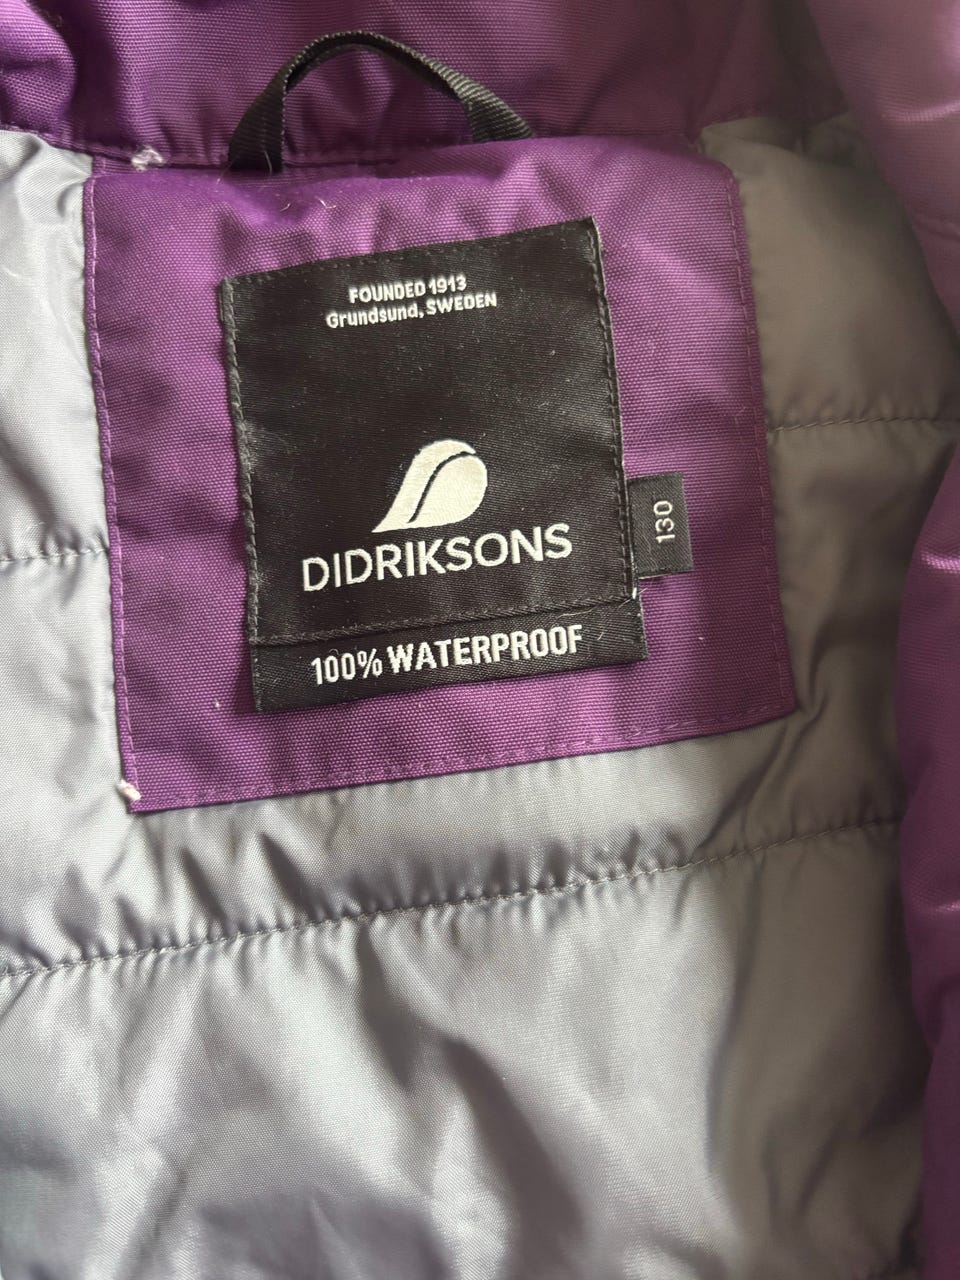 FOUNDED 1913
Grundsund, SWEDEN
DIDRIKSONS
130
100% WATERPROOF